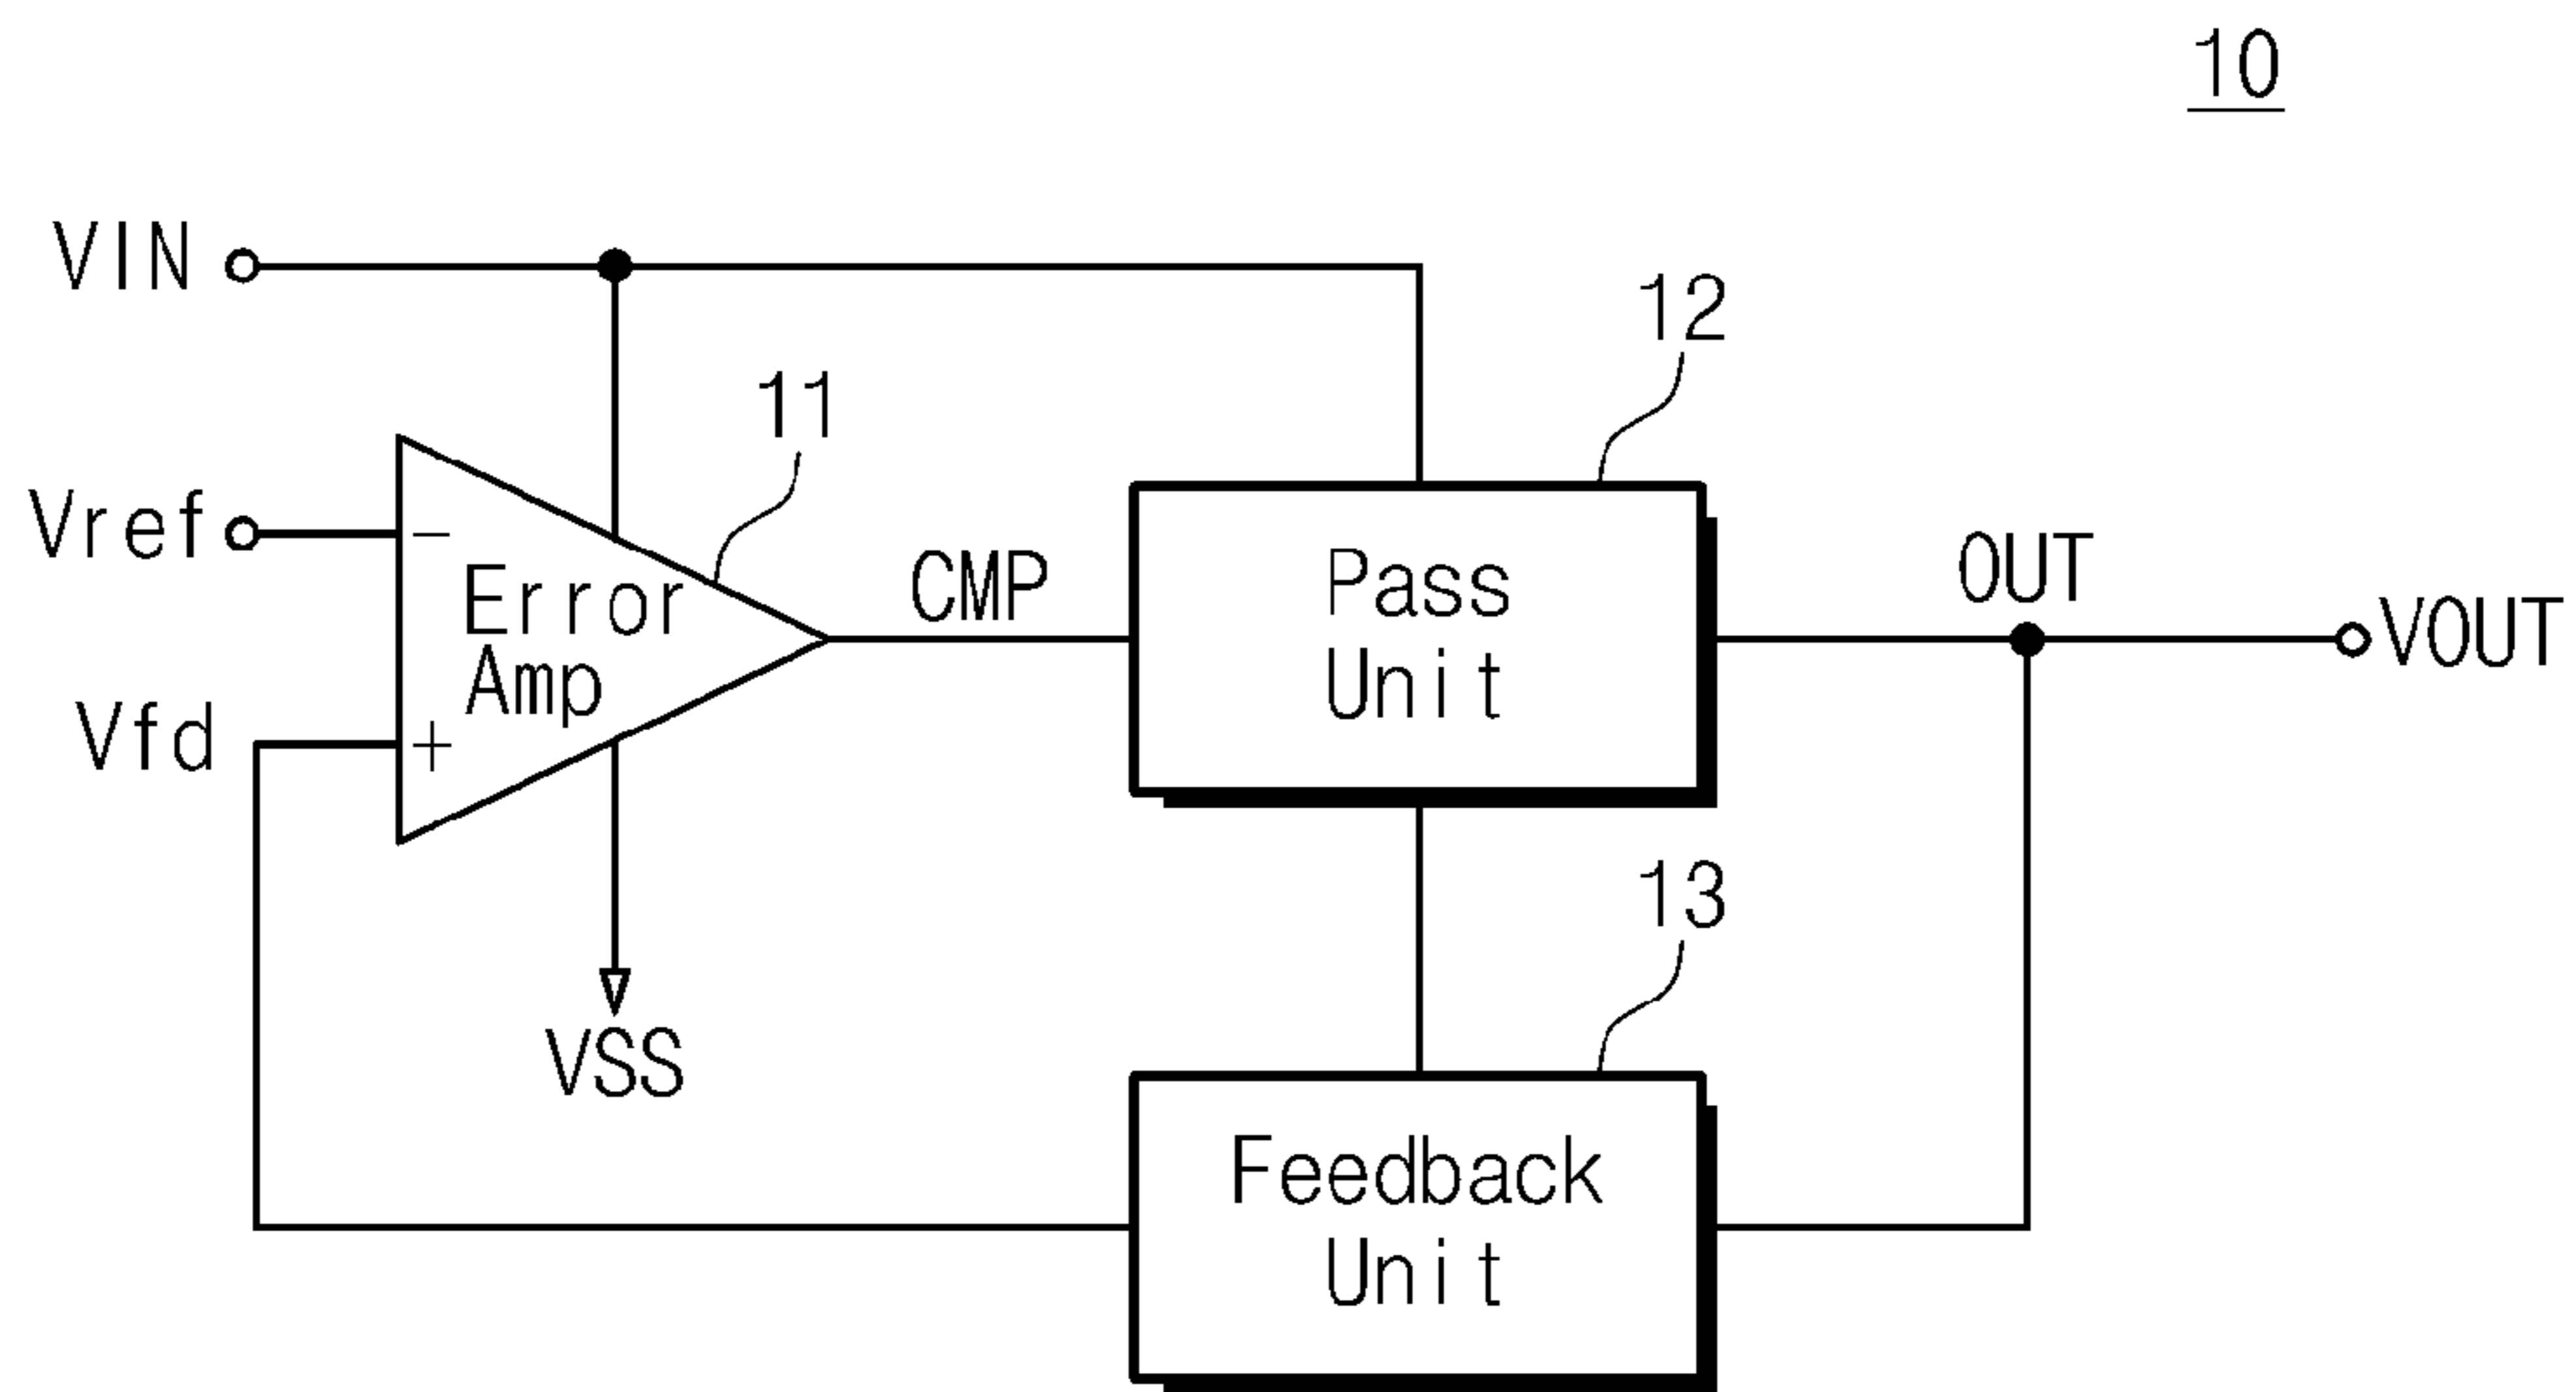 10
VIN
12
11
Vref
−
Error
Amp
CMP
Pass
Unit
OUT
VOUT
Vfd
+
13
VSS
Feedback
Unit